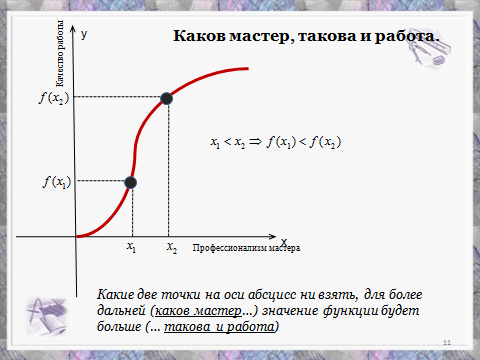 Каков мастер, такова и работа.
y
Качество работы
f(x₂)
x₁ < x₂ ⇒ f(x₁) < f(x₂)
f(x₁)
x₁
x₂
Профессионализм мастера
x
Какие две точки на оси абсцисс ни взять, для более
дальней (каков мастер...) значение функции будет
больше (... такова и работа)
11